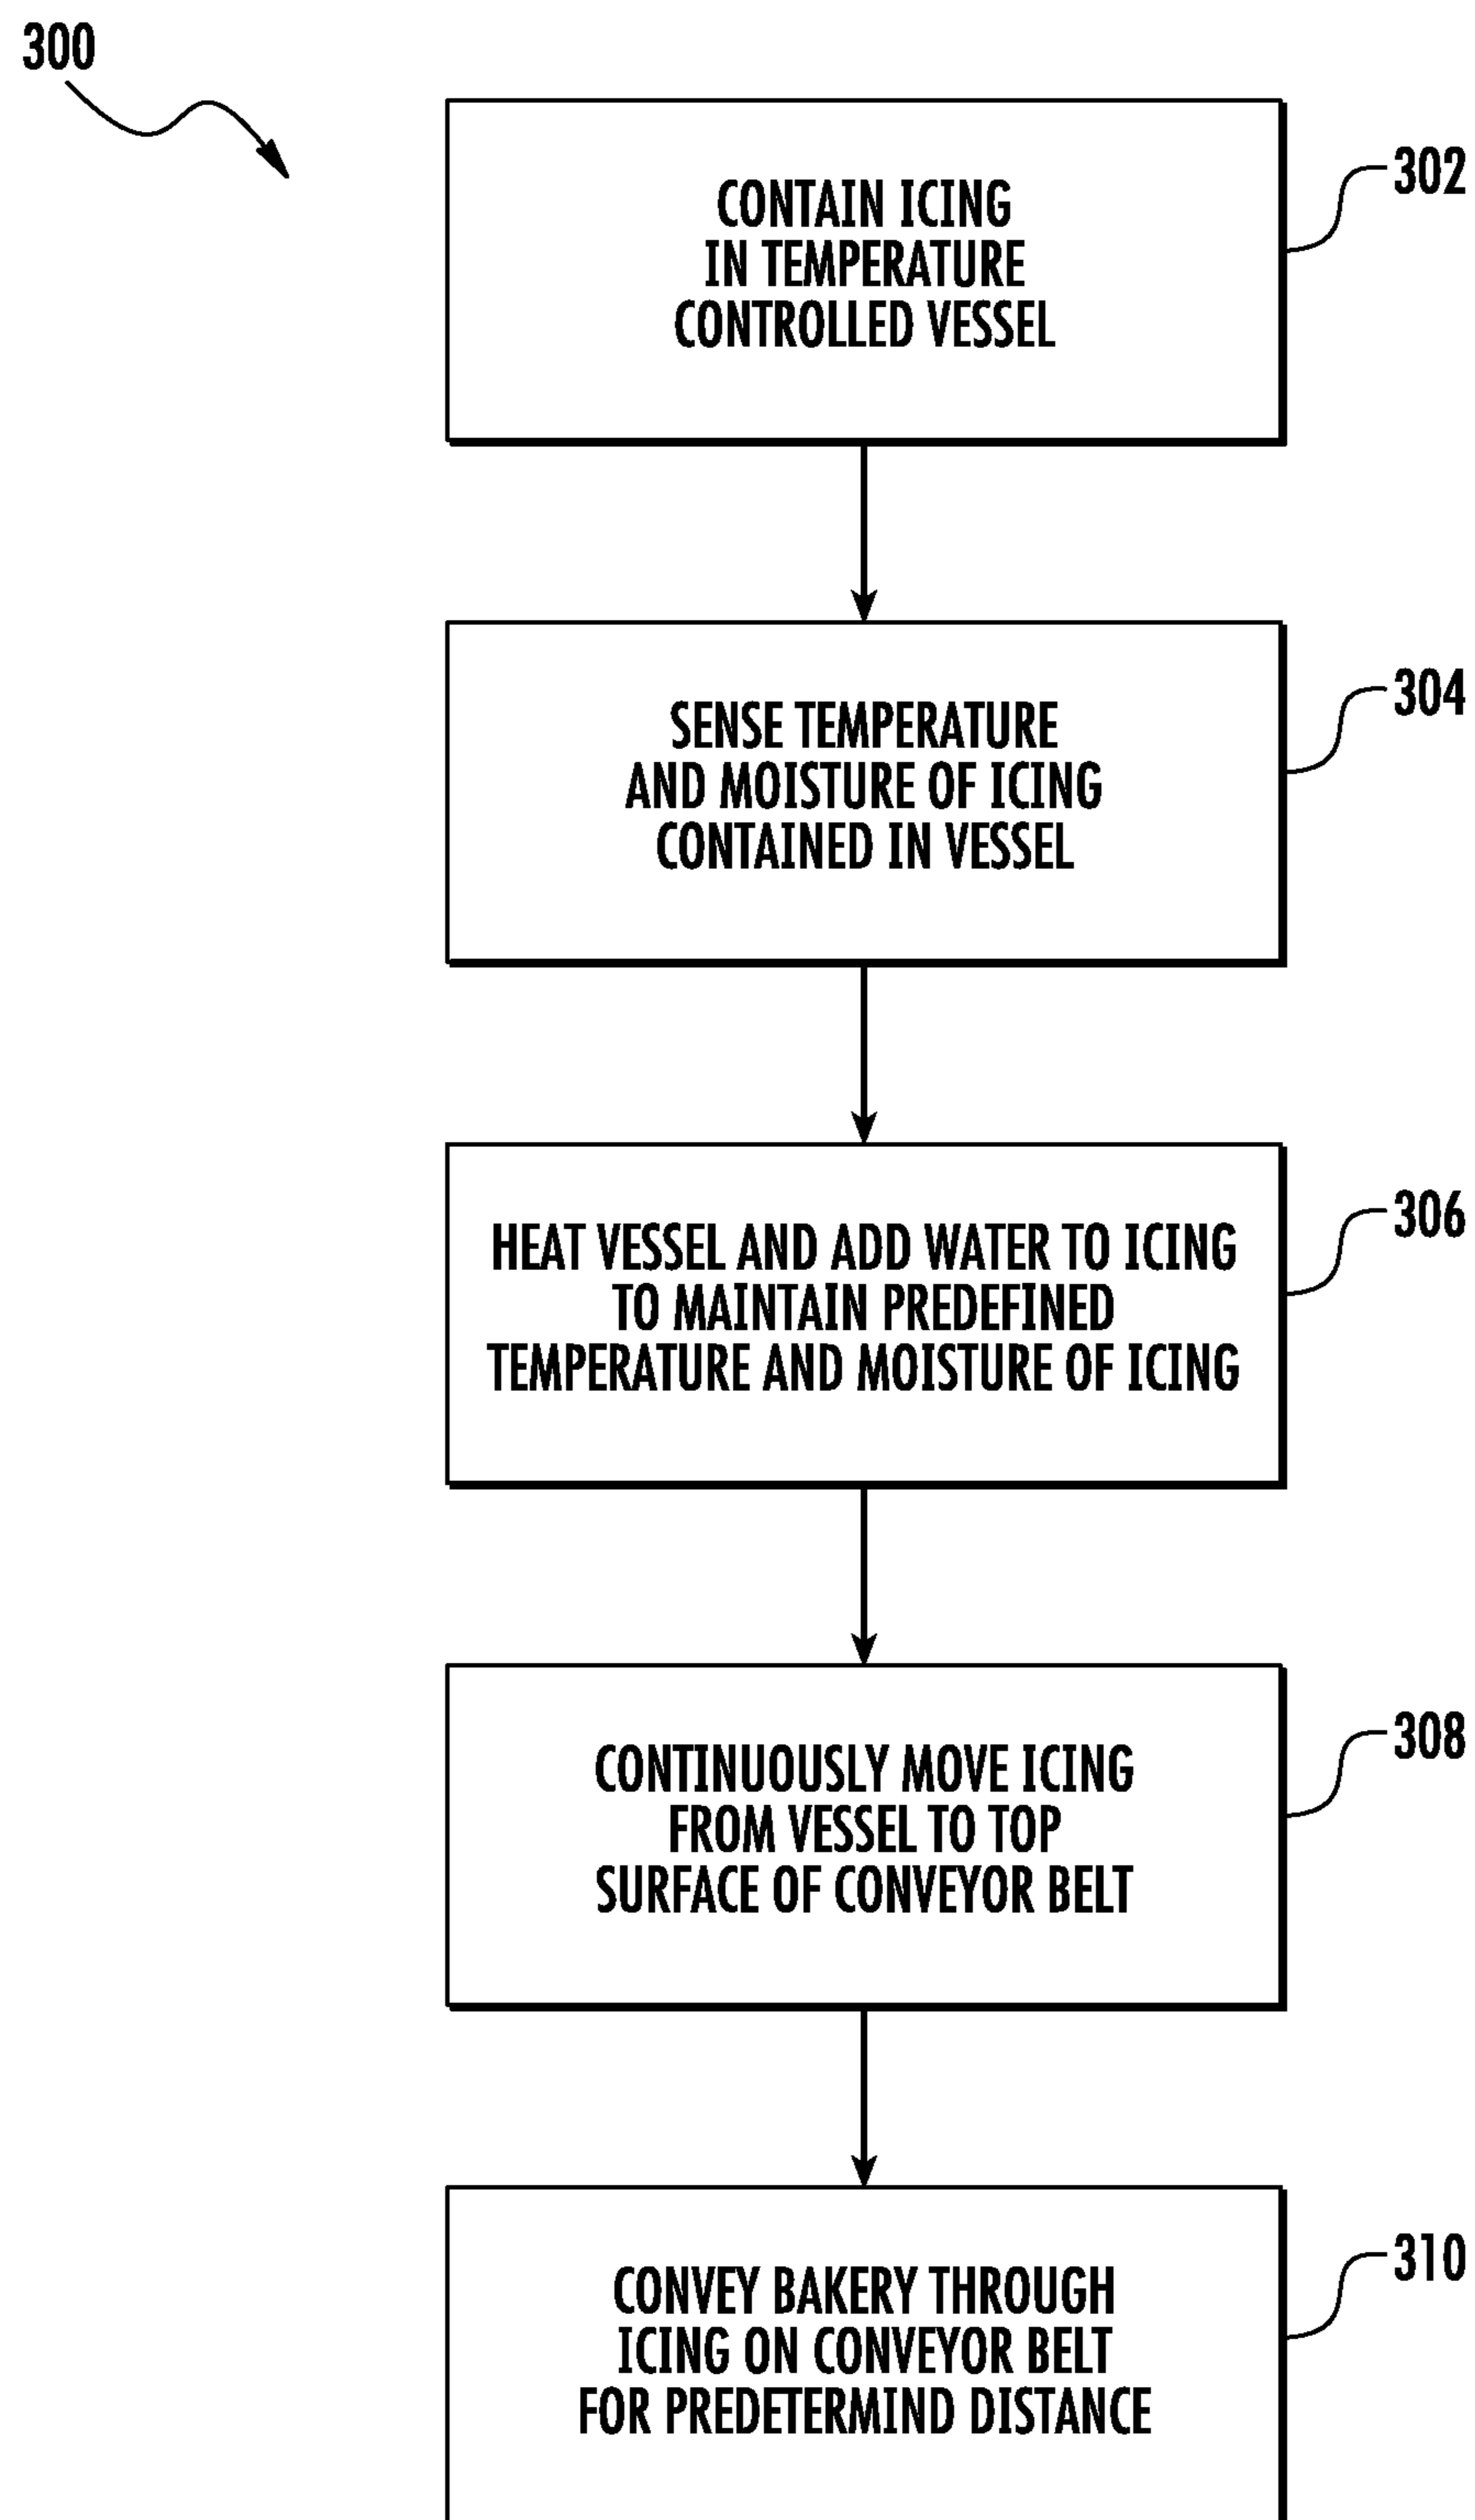 300
CONTAIN ICING
IN TEMPERATURE
CONTROLLED VESSEL
302
SENSE TEMPERATURE
AND MOISTURE OF ICING
CONTAINED IN VESSEL
304
HEAT VESSEL AND ADD WATER TO ICING
TO MAINTAIN PREDEFINED
TEMPERATURE AND MOISTURE OF ICING
306
CONTINUOUSLY MOVE ICING
FROM VESSEL TO TOP
SURFACE OF CONVEYOR BELT
308
CONVEY BAKERY THROUGH
ICING ON CONVEYOR BELT
FOR PREDETERMIND DISTANCE
310